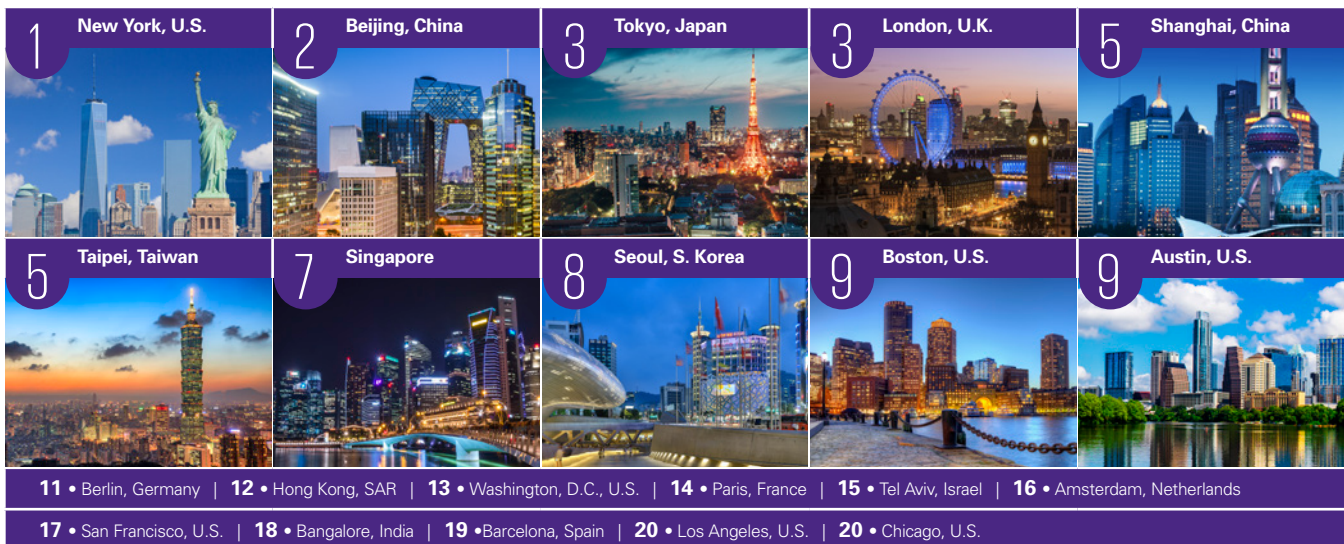 1 New York, U.S.
2 Beijing, China
3 Tokyo, Japan
3 London, U.K.
5 Shanghai, China
5 Taipei, Taiwan
7 Singapore
8 Seoul, S. Korea
9 Boston, U.S.
9 Austin, U.S.
11 • Berlin, Germany | 12 • Hong Kong, SAR | 13 • Washington, D.C., U.S. | 14 • Paris, France | 15 • Tel Aviv, Israel | 16 • Amsterdam, Netherlands
17 • San Francisco, U.S. | 18 • Bangalore, India | 19 •Barcelona, Spain | 20 • Los Angeles, U.S. | 20 • Chicago, U.S.